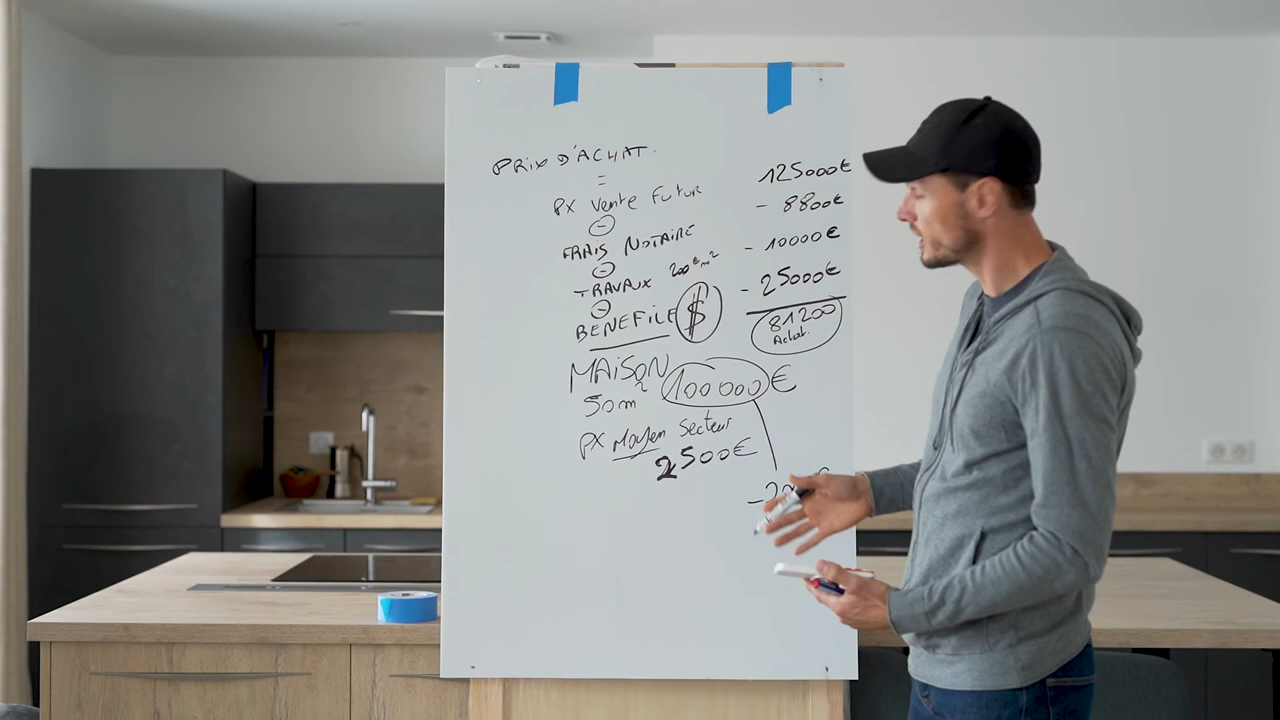 PRIX D'ACHAT.
=
PX Vente Futur 125000€
- - 8800€
FRAIS NOTAIRE
- - 10000€
TRAVAUX 200€m²
- - 25000€
BENEFICE $ 81200
Achat.
MAISON 100 000 €
50m²
PX Moyen Secteur
2500€